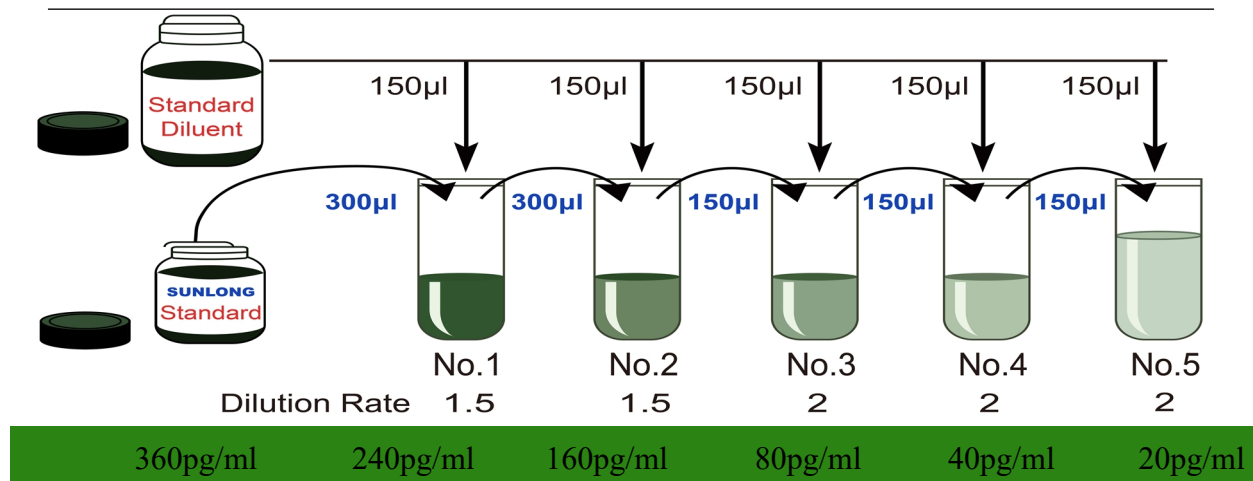 150µl 150µl 150µl 150µl 150µl
Standard
Diluent
300µl 300µl 150µl 150µl 150µl
SUNLONG
Standard
No.1 No.2 No.3 No.4 No.5
Dilution Rate 1.5 1.5 2 2 2
360pg/ml 240pg/ml 160pg/ml 80pg/ml 40pg/ml 20pg/ml